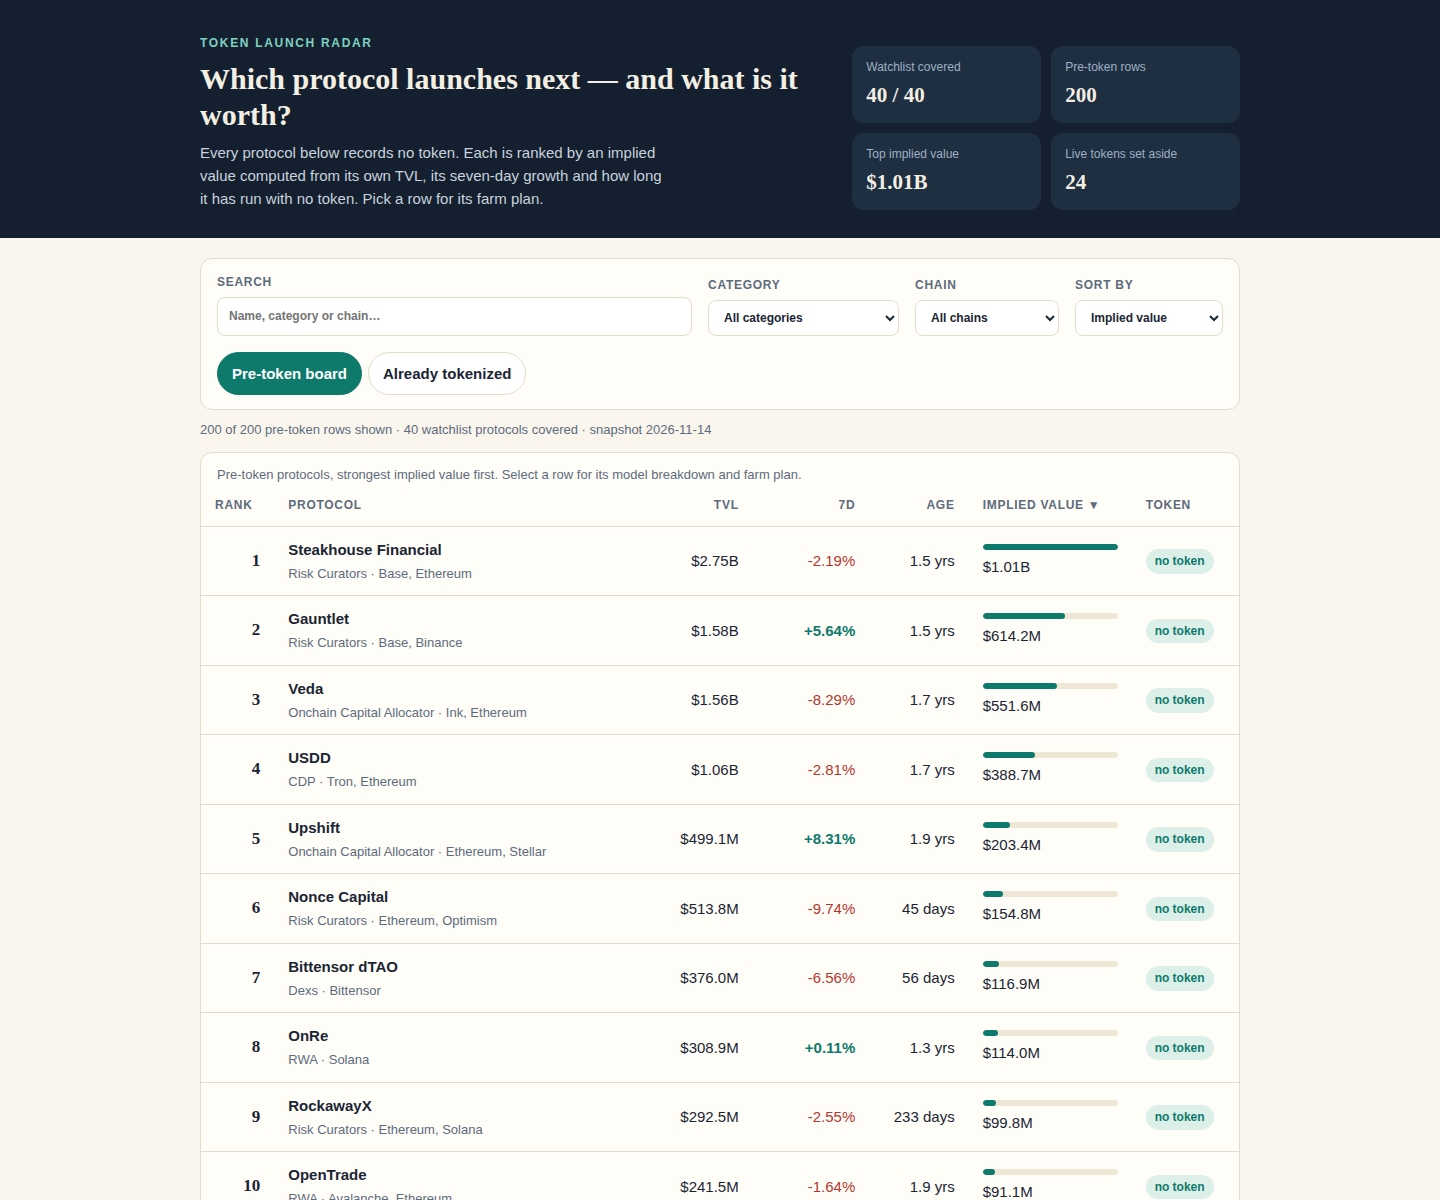 TOKEN LAUNCH RADAR
Which protocol launches next — and what is it
worth?
Every protocol below records no token. Each is ranked by an implied
value computed from its own TVL, its seven-day growth and how long
it has run with no token. Pick a row for its farm plan.
Watchlist covered
40 / 40
Pre-token rows
200
Top implied value
$1.01B
Live tokens set aside
24
SEARCH
Name, category or chain…
CATEGORY
All categories
CHAIN
All chains
SORT BY
Implied value
Pre-token board
Already tokenized
200 of 200 pre-token rows shown · 40 watchlist protocols covered · snapshot 2026-11-14
Pre-token protocols, strongest implied value first. Select a row for its model breakdown and farm plan.
RANK PROTOCOL TVL 7D AGE IMPLIED VALUE ▼ TOKEN
1 Steakhouse Financial $2.75B -2.19% 1.5 yrs $1.01B no token
Risk Curators · Base, Ethereum
2 Gauntlet $1.58B +5.64% 1.5 yrs $614.2M no token
Risk Curators · Base, Binance
3 Veda $1.56B -8.29% 1.7 yrs $551.6M no token
Onchain Capital Allocator · Ink, Ethereum
4 USDD $1.06B -2.81% 1.7 yrs $388.7M no token
CDP · Tron, Ethereum
5 Upshift $499.1M +8.31% 1.9 yrs $203.4M no token
Onchain Capital Allocator · Ethereum, Stellar
6 Nonce Capital $513.8M -9.74% 45 days $154.8M no token
Risk Curators · Ethereum, Optimism
7 Bittensor dTAO $376.0M -6.56% 56 days $116.9M no token
Dexs · Bittensor
8 OnRe $308.9M +0.11% 1.3 yrs $114.0M no token
RWA · Solana
9 RockawayX $292.5M -2.55% 233 days $99.8M no token
Risk Curators · Ethereum, Solana
10 OpenTrade $241.5M -1.64% 1.9 yrs $91.1M no token
RWA · Avalanche, Ethereum